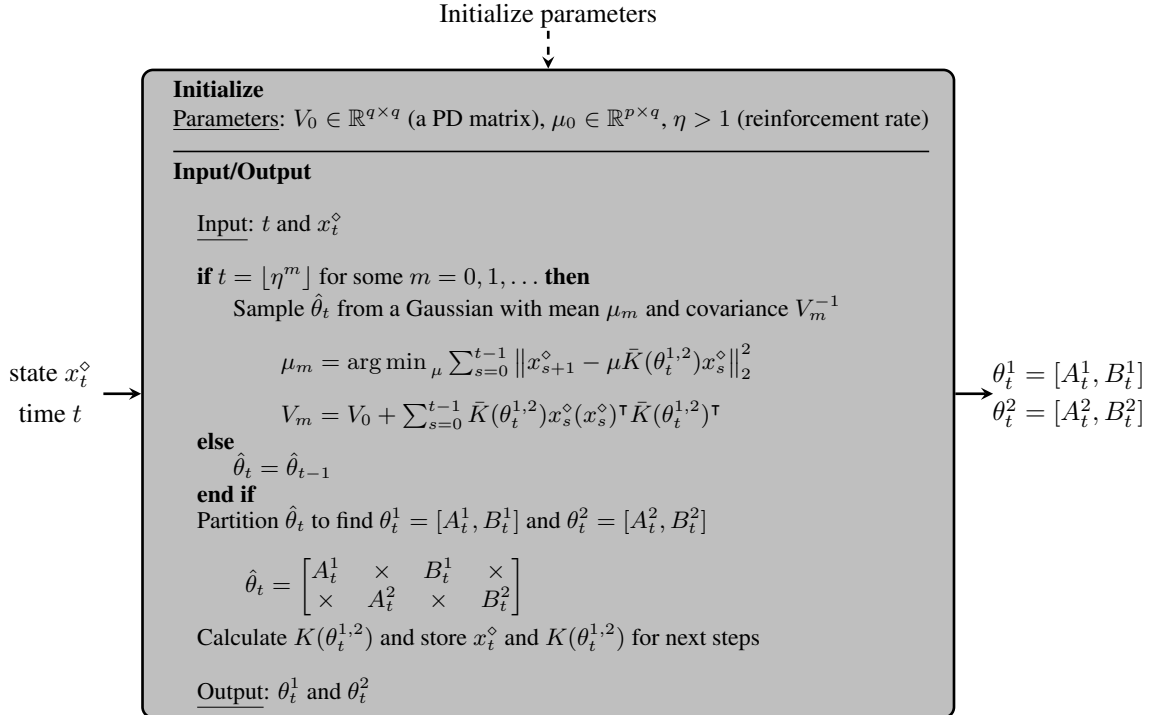 Initialize parameters
Initialize
Parameters: V₀ ∈ ℝ^{q×q} (a PD matrix), μ₀ ∈ ℝ^{p×q}, η > 1 (reinforcement rate)
Input/Output
Input: t and x_t^⋄
if t = ⌊η^m⌋ for some m = 0, 1, … then
Sample θ̂_t from a Gaussian with mean μ_m and covariance V_m^{-1}
μ_m = arg min_μ ∑_{s=0}^{t−1} ‖x_{s+1}^⋄ − μK̄(θ_t^{1,2})x_s^⋄‖_2^2
V_m = V_0 + ∑_{s=0}^{t−1} K̄(θ_t^{1,2})x_s^⋄(x_s^⋄)^⊺K̄(θ_t^{1,2})^⊺
else
θ̂_t = θ̂_{t−1}
end if
Partition θ̂_t to find θ_t^1 = [A_t^1, B_t^1] and θ_t^2 = [A_t^2, B_t^2]
θ̂_t = [A_t^1 × B_t^1 ×
× A_t^2 × B_t^2]
Calculate K(θ_t^{1,2}) and store x_t^⋄ and K(θ_t^{1,2}) for next steps
Output: θ_t^1 and θ_t^2
state x_t^⋄
time t
θ_t^1 = [A_t^1, B_t^1]
θ_t^2 = [A_t^2, B_t^2]